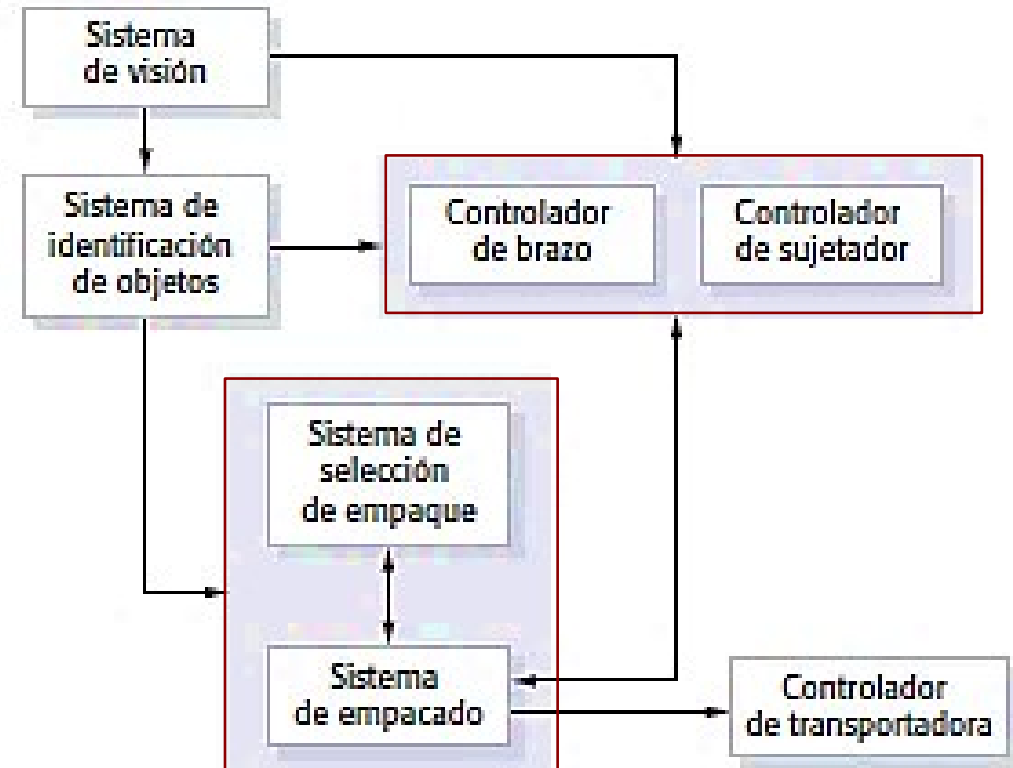 Sistema
de visión
Sistema de
identificación
de objetos
Controlador
de brazo
Controlador
de sujetador
Sistema de
selección
de empaque
Sistema
de empacado
Controlador
de transportadora